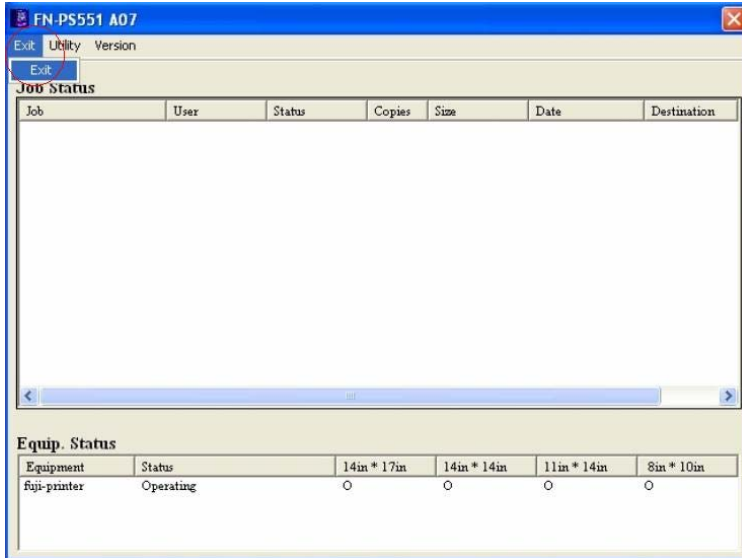 FN-PS551 A07
Exit Utility Version
Exit
Job Status
Job User Status Copies Size Date Destination
Equip. Status
Equipment Status 14in * 17in 14in * 14in 11in * 14in 8in * 10in
fuji-printer Operating O O O O